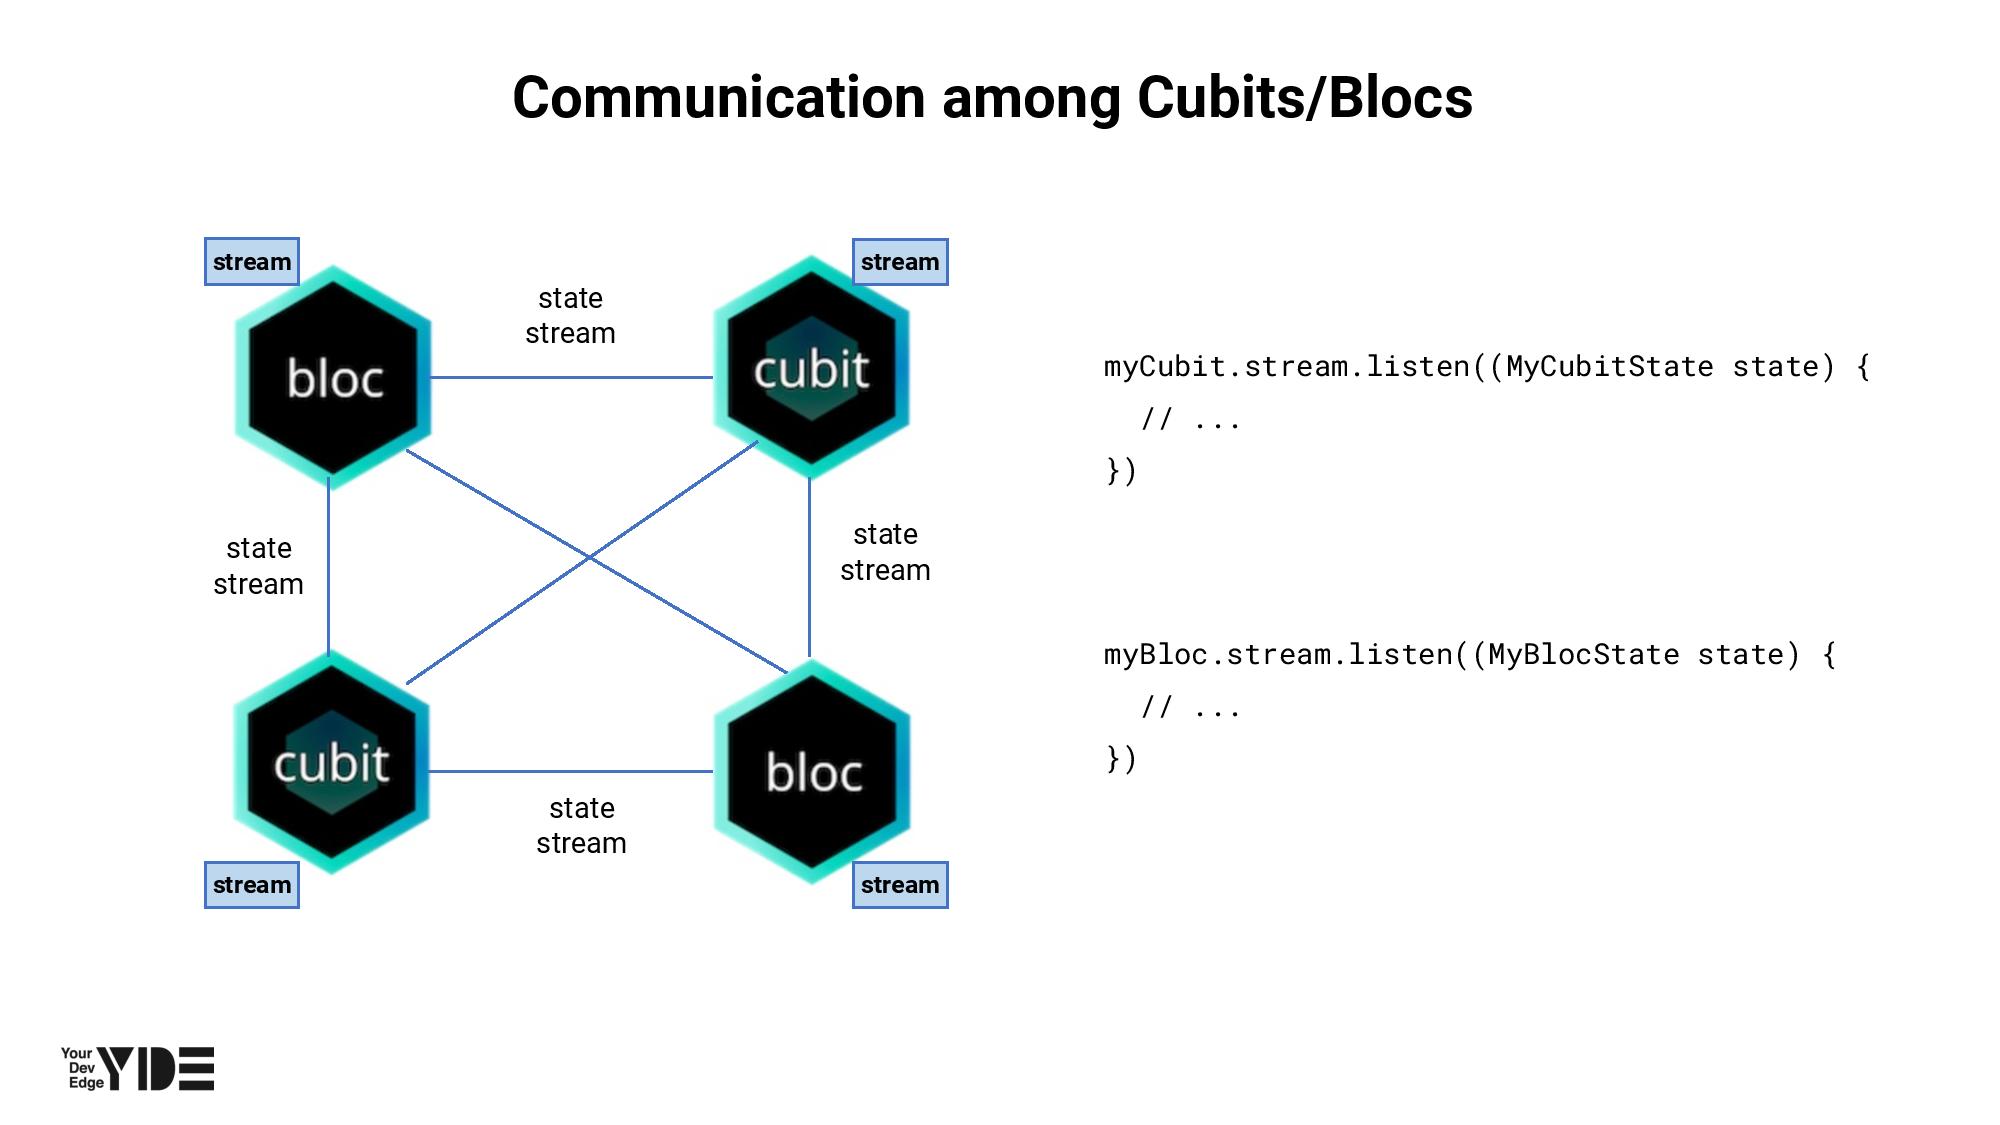 Communication among Cubits/Blocs
stream
stream
state
stream
bloc
cubit
state
stream
state
stream
cubit
bloc
state
stream
stream
stream
myCubit.stream.listen((MyCubitState state) {
  // ...
})
myBloc.stream.listen((MyBlocState state) {
  // ...
})
Your
Dev
Edge
YDE